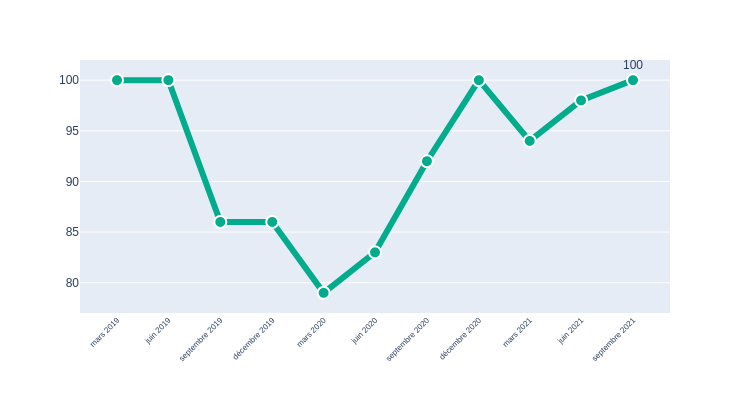 100
100
95
90
85
80
mars 2019
juin 2019
septembre 2019
décembre 2019
mars 2020
juin 2020
septembre 2020
décembre 2020
mars 2021
juin 2021
septembre 2021